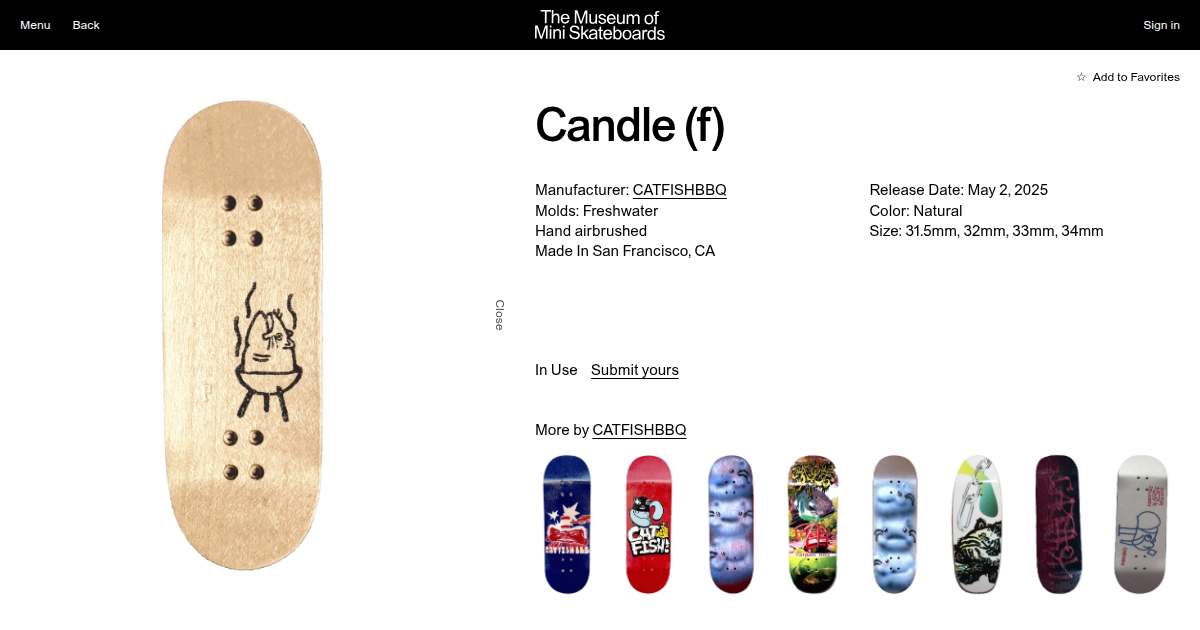 Menu
Back
The Museum of
Mini Skateboards
Sign in
☆ Add to Favorites
Candle (f)
Manufacturer: CATFISHBBQ
Molds: Freshwater
Hand airbrushed
Made In San Francisco, CA
Release Date: May 2, 2025
Color: Natural
Size: 31.5mm, 32mm, 33mm, 34mm
Close
In Use
Submit yours
More by CATFISHBBQ
CATFISHBBQ
CAT
FISH!